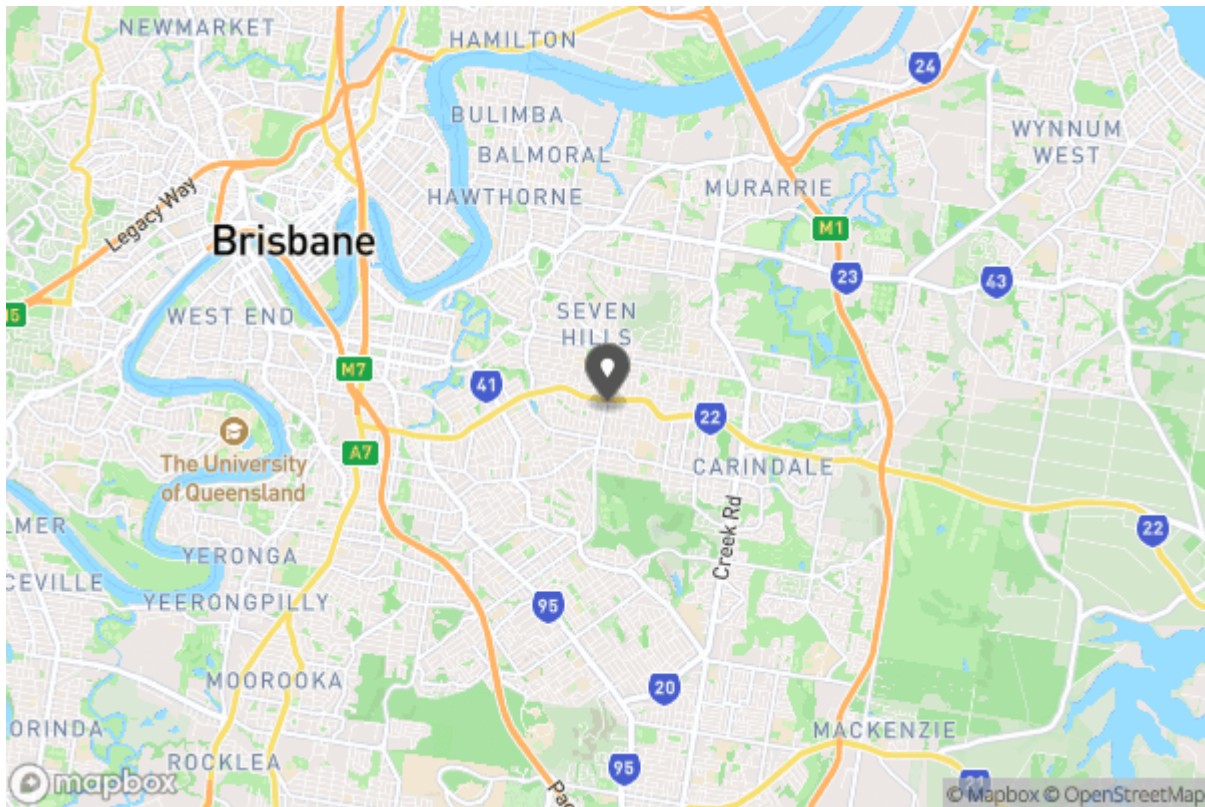 NEWMARKET
HAMILTON
24
BULIMBA
WYNNUM
WEST
BALMORAL
MURARRIE
HAWTHORNE
Legacy Way
M1
Brisbane
23
43
WEST END
SEVEN
HILLS
M7
41
22
A7
The University
of Queensland
CARINDALE
Creek Rd
22
YERONGA
YEERONGPILLY
95
MOOROOKA
20
MACKENZIE
ROCKLEA
95
21
mapbox
© Mapbox © OpenStreetMap